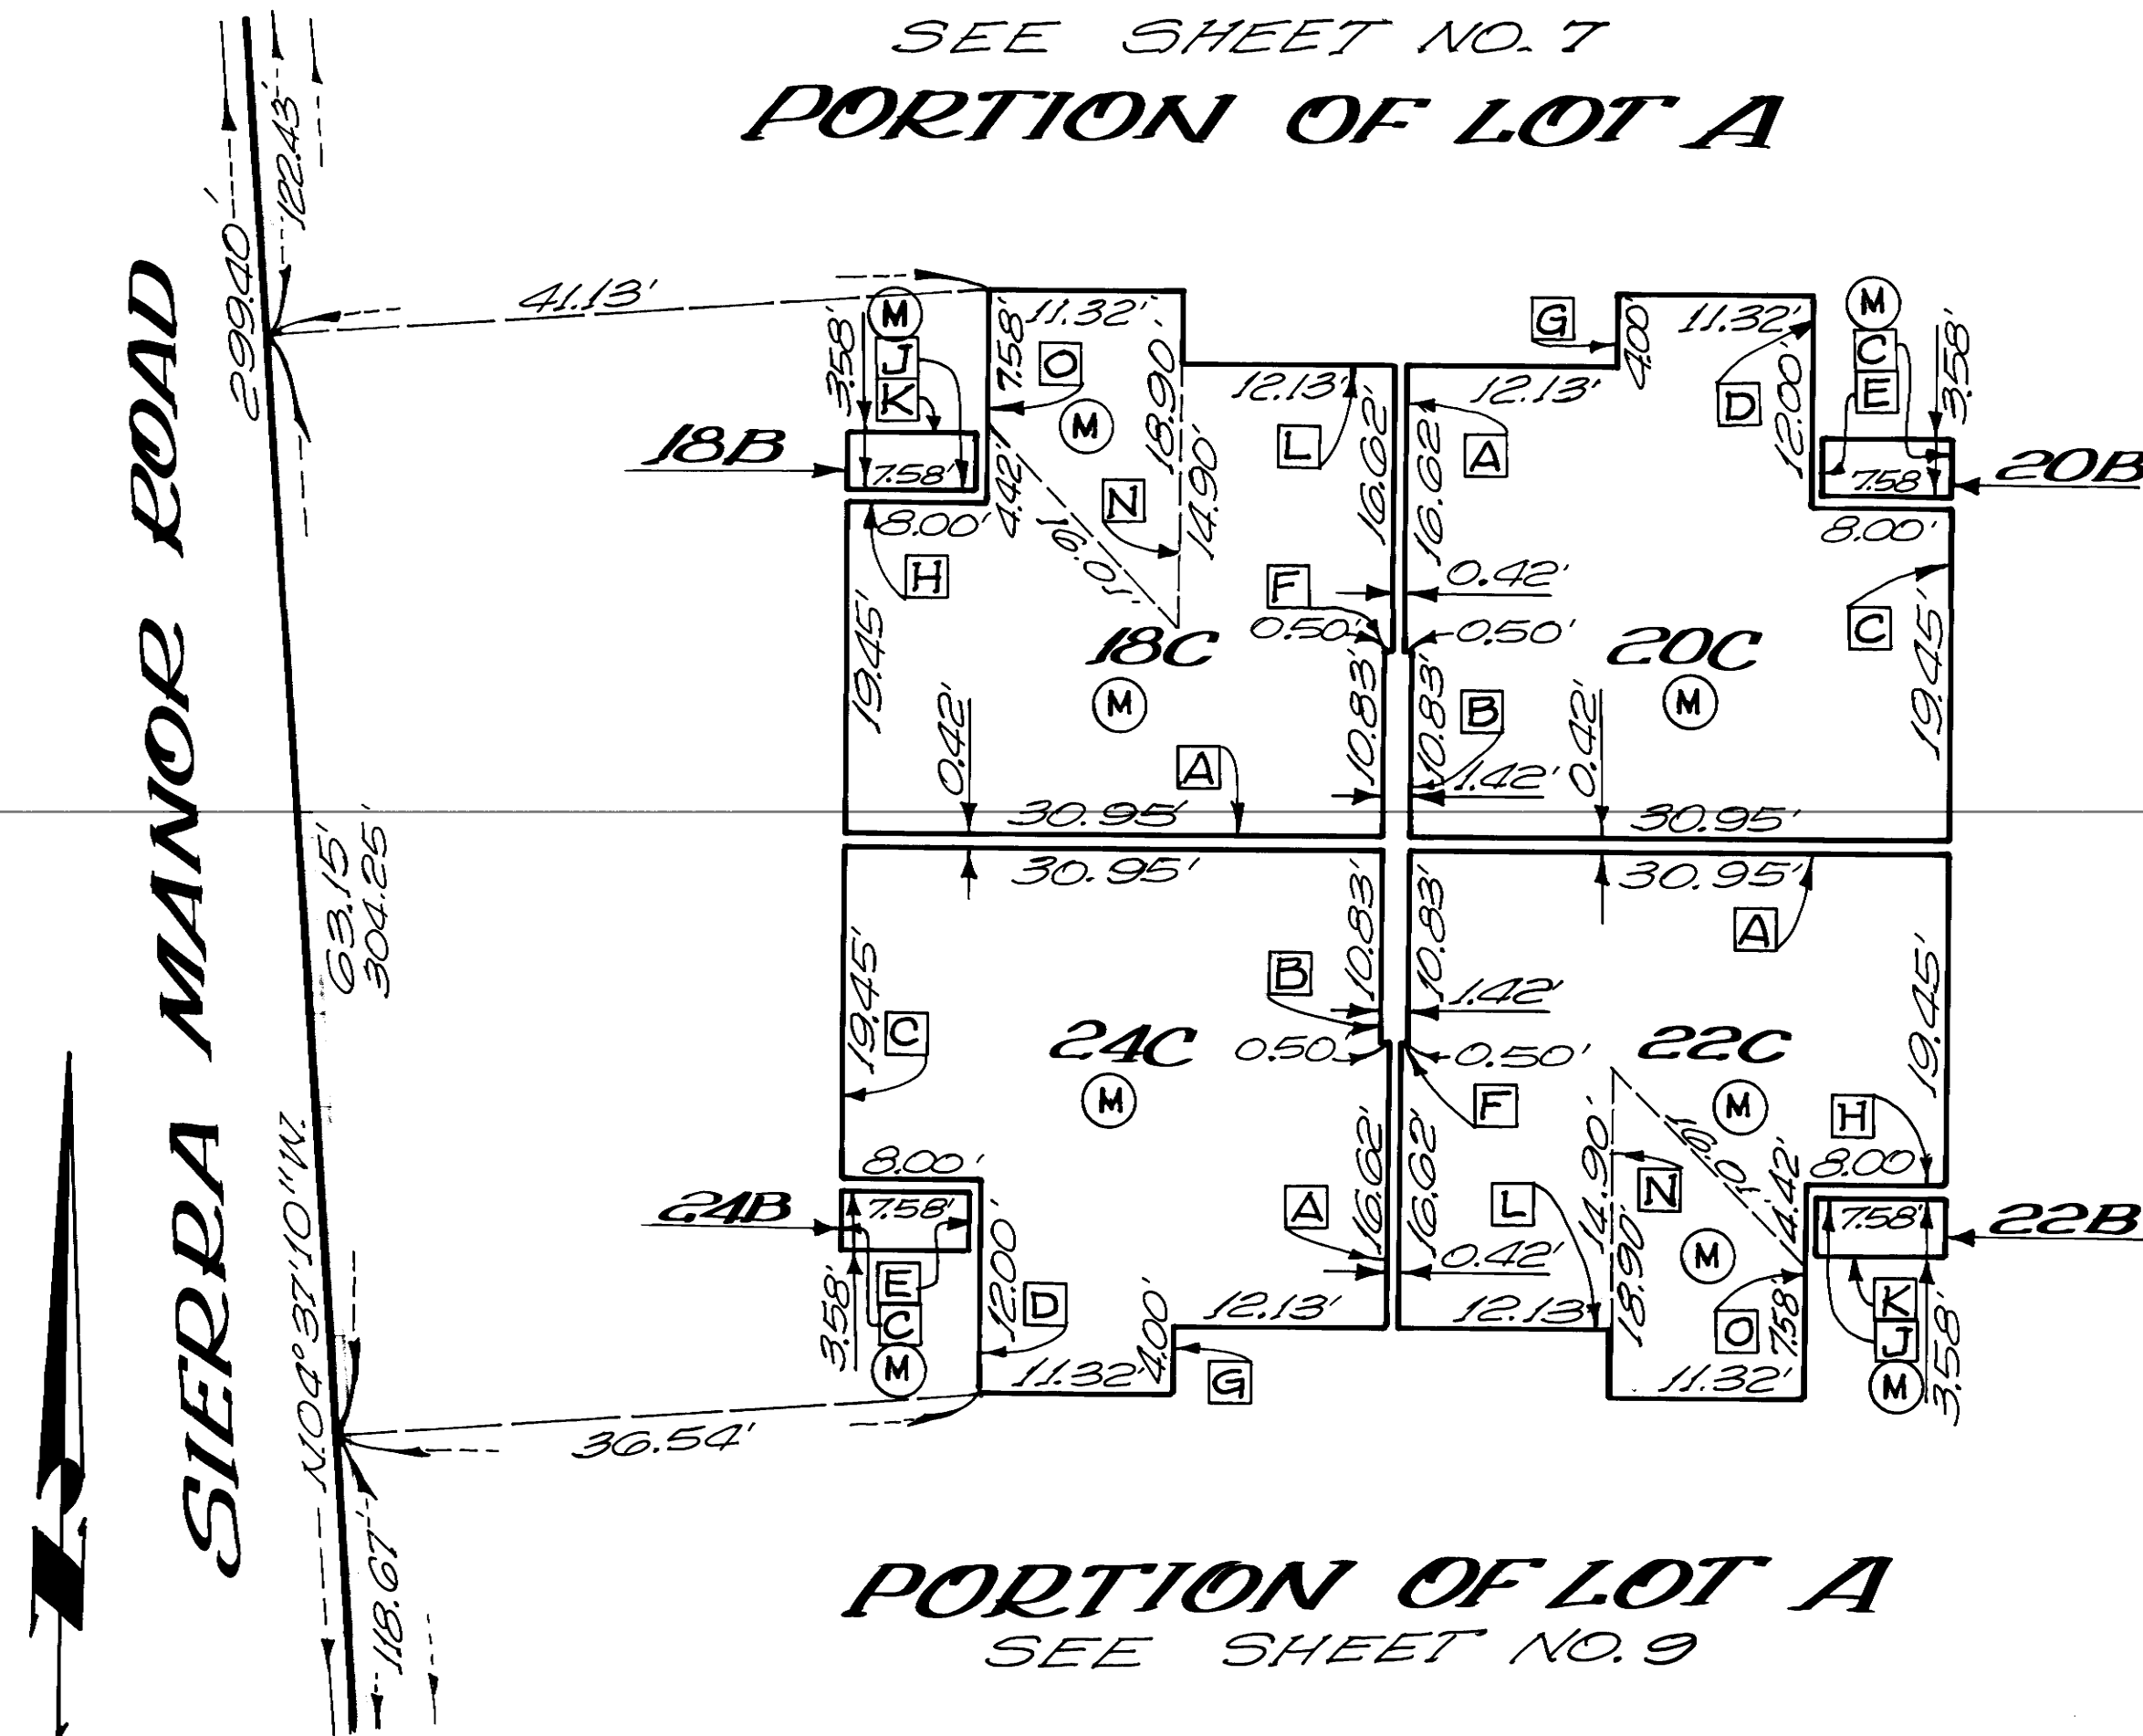 SEE SHEET NO. 7
PORTION OF LOT A
299.40'
122.43'
41.13'
SIERRA MANOR ROAD
63.15'
304.25'
N.04°37'10"W.
118.67'
36.54'
N
18B
3.58'
M
J
K
7.58'
8.00'
H
11.32'
7.58'
O
M
4.42'
6.10'
18.90'
14.90'
N
12.13'
L
16.62'
F
0.50'
18C
M
19.45'
0.42'
10.83'
A
30.95'
G
4.00'
11.32'
12.13'
D
12.00'
M
C
E
3.58'
7.58'
20B
8.00'
A
16.62'
0.42'
0.50'
20C
M
C
19.45'
10.83'
B
1.42'
0.42'
30.95'
30.95'
10.83'
19.45'
C
B
24C
M
0.50'
8.00'
24B
7.58'
3.58'
E
C
M
12.00'
D
A
16.62'
12.13'
11.32'
4.00'
G
30.95'
A
10.83'
1.42'
0.50'
22C
M
F
19.45'
H
8.00'
14.90'
6.10'
N
4.42'
16.62'
L
0.42'
M
18.90'
12.13'
O
7.58'
11.32'
7.58'
22B
K
J
M
3.58'
PORTION OF LOT A
SEE SHEET NO. 9